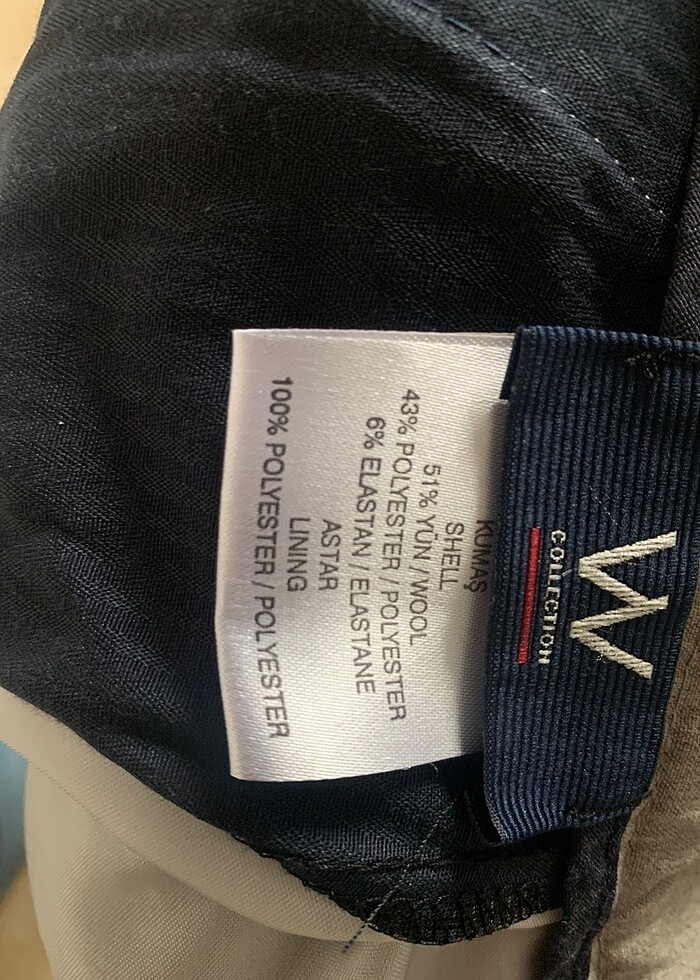 W
COLLECTION
KUMAŞ
SHELL
51% YÜN / WOOL
43% POLYESTER / POLYESTER
6% ELASTAN / ELASTANE
ASTAR
LINING
100% POLYESTER / POLYESTER